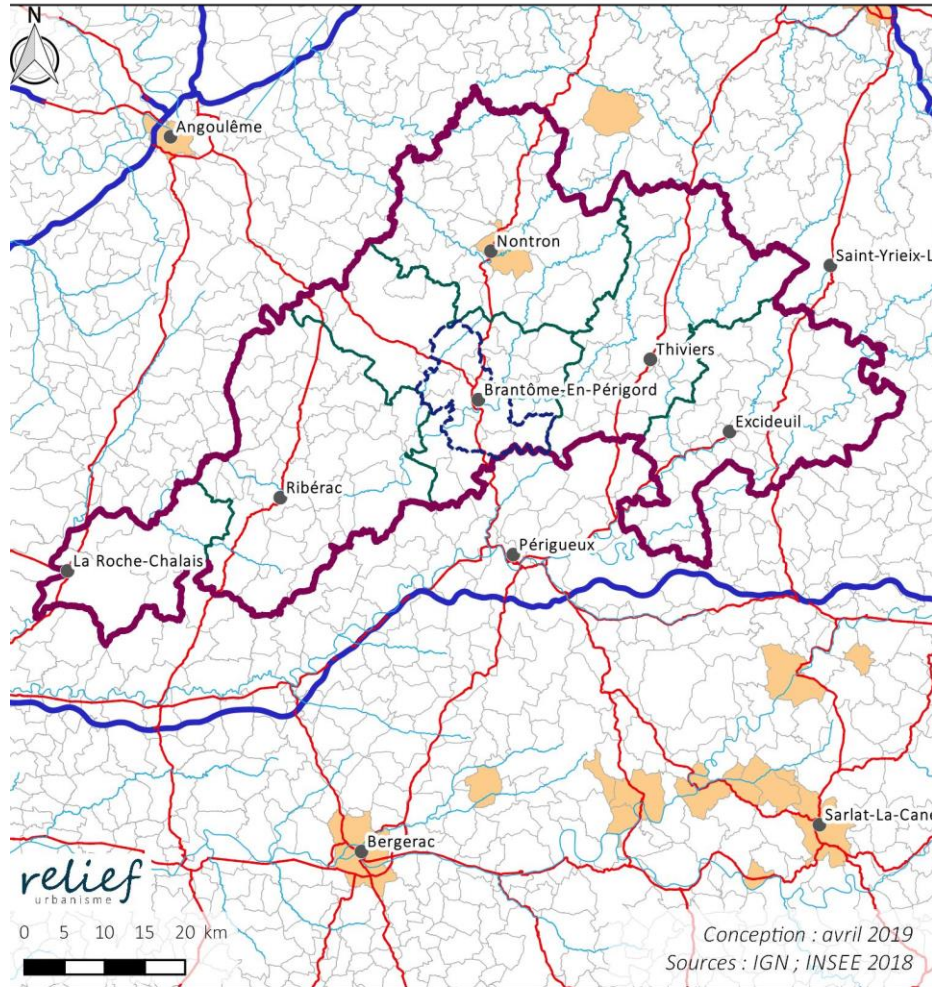 N
Angoulême
Nontron
Saint-Yrieix-L
Thiviers
Brantôme-En-Périgord
Excideuil
Ribérac
Périgueux
La Roche-Chalais
Sarlat-La-Cané
Bergerac
relief
urbanisme
0 5 10 15 20 km
Conception : avril 2019
Sources : IGN ; INSEE 2018